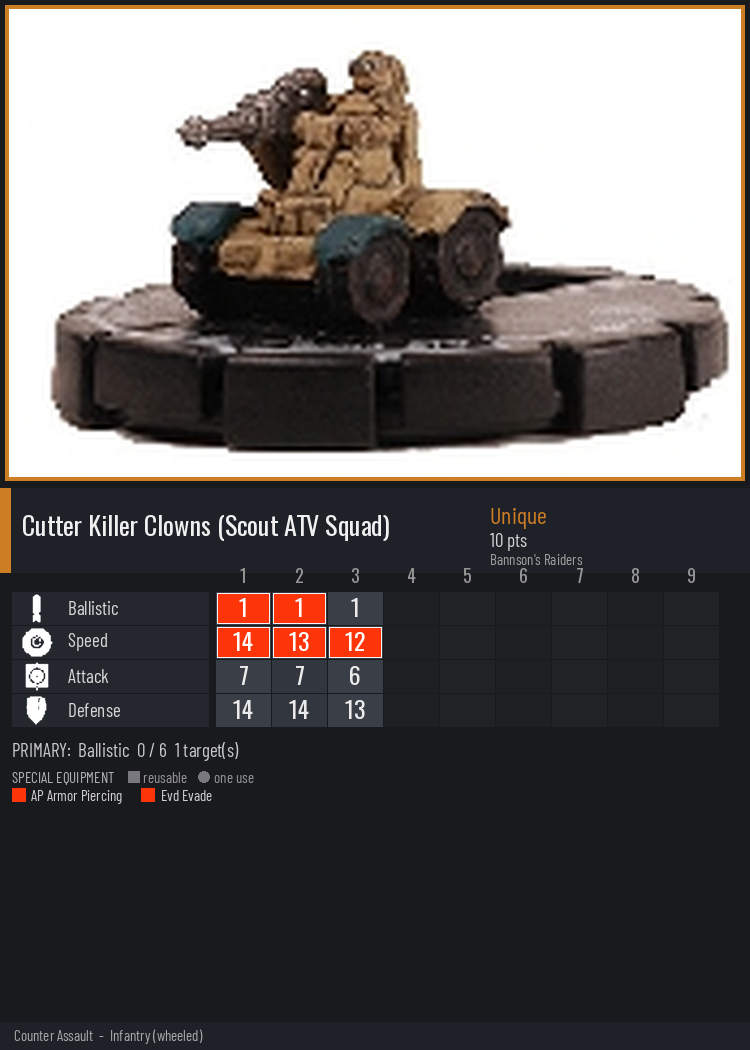 Cutter Killer Clowns (Scout ATV Squad)
Unique
10 pts
Bannson's Raiders
1 2 3 4 5 6 7 8 9
Ballistic 1 1 1
Speed 14 13 12
Attack 7 7 6
Defense 14 14 13
PRIMARY: Ballistic 0 / 6 1 target(s)
SPECIAL EQUIPMENT reusable one use
AP Armor Piercing Evd Evade
Counter Assault - Infantry (wheeled)